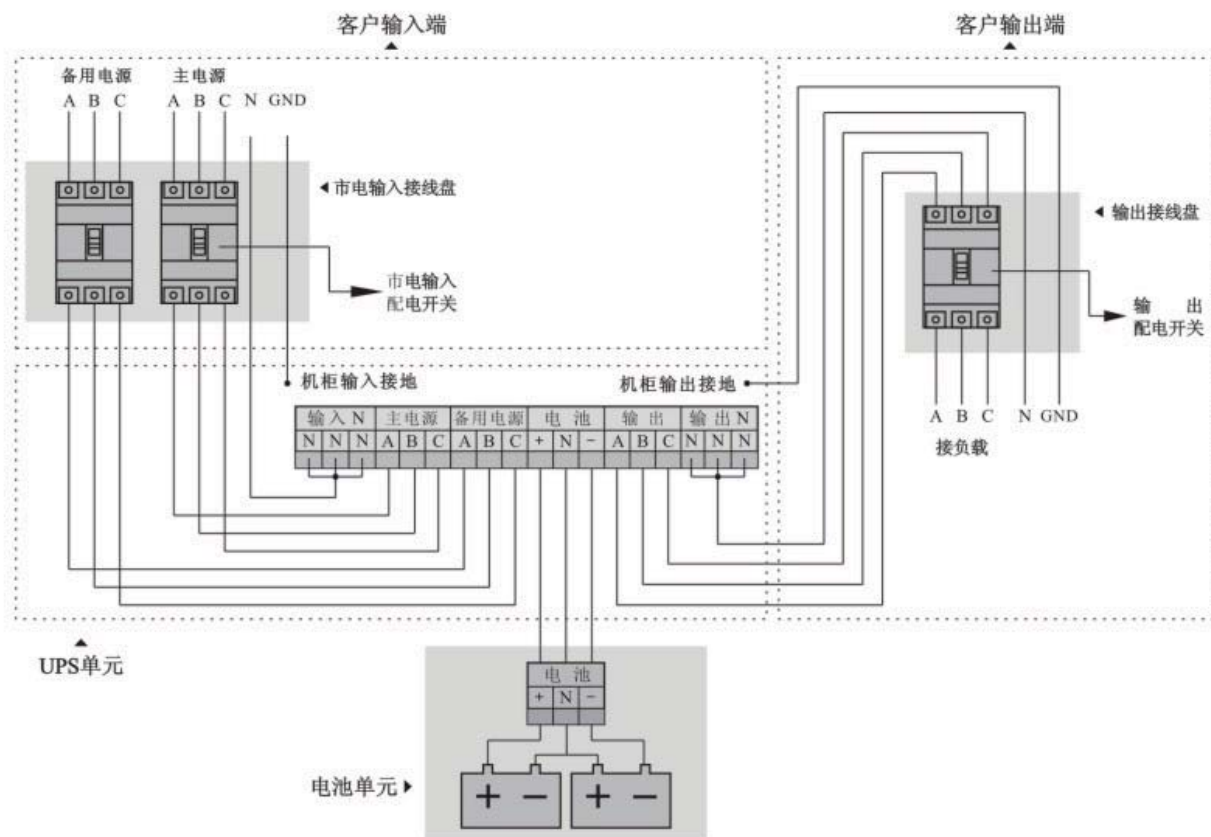 客户输入端
客户输出端
备用电源 主电源
A B C A B C N GND
市电输入接线盘
市电输入
配电开关
输出接线盘
输 出
配电开关
机柜输入接地 机柜输出接地
输入 N 主电源 备用电源 电 池 输 出 输出 N
N N N A B C A B C + N - A B C N N N
A B C N GND
接负载
UPS单元
电 池
+ N -
电池单元
+ - + -